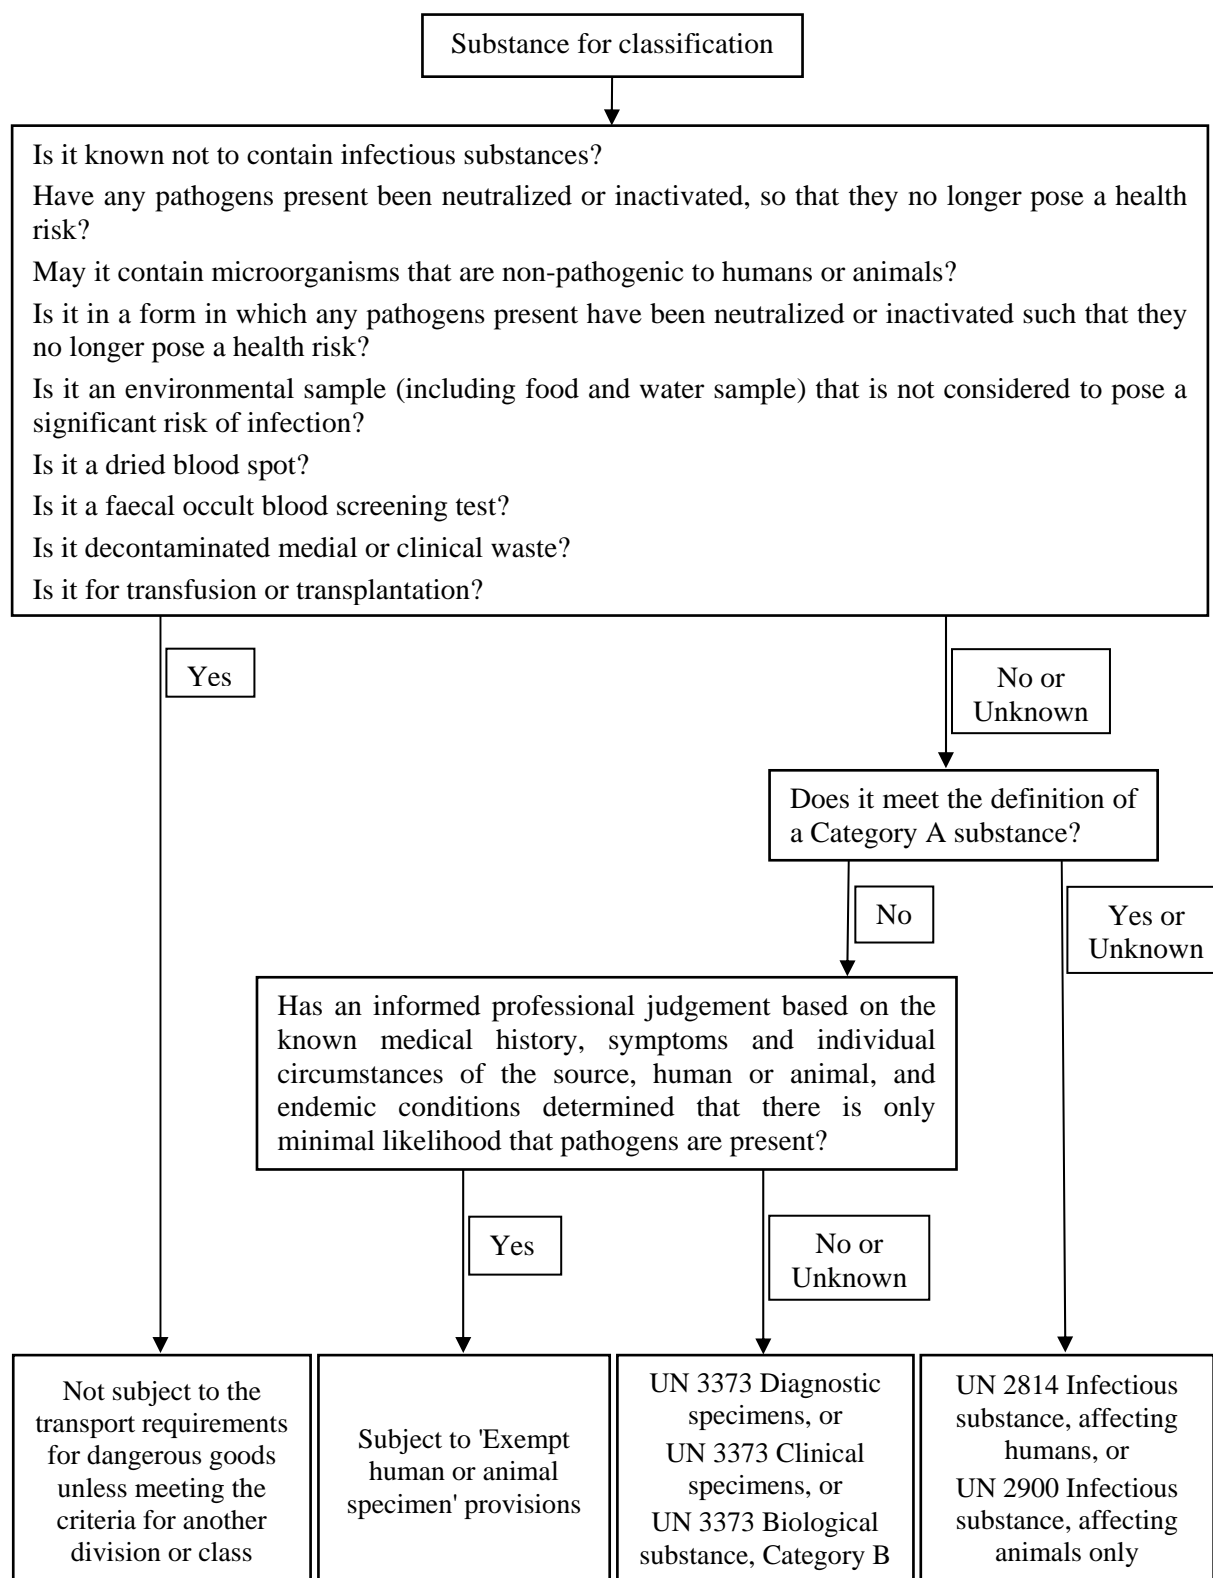 Substance for classification
Is it known not to contain infectious substances?
Have any pathogens present been neutralized or inactivated, so that they no longer pose a health
risk?
May it contain microorganisms that are non-pathogenic to humans or animals?
Is it in a form in which any pathogens present have been neutralized or inactivated such that they
no longer pose a health risk?
Is it an environmental sample (including food and water sample) that is not considered to pose a
significant risk of infection?
Is it a dried blood spot?
Is it a faecal occult blood screening test?
Is it decontaminated medial or clinical waste?
Is it for transfusion or transplantation?
Yes
No or
Unknown
Does it meet the definition of
a Category A substance?
No
Yes or
Unknown
Has an informed professional judgement based on the
known medical history, symptoms and individual
circumstances of the source, human or animal, and
endemic conditions determined that there is only
minimal likelihood that pathogens are present?
Yes
No or
Unknown
Not subject to the
transport requirements
for dangerous goods
unless meeting the
criteria for another
division or class
Subject to 'Exempt
human or animal
specimen' provisions
UN 3373 Diagnostic
specimens, or
UN 3373 Clinical
specimens, or
UN 3373 Biological
substance, Category B
UN 2814 Infectious
substance, affecting
humans, or
UN 2900 Infectious
substance, affecting
animals only